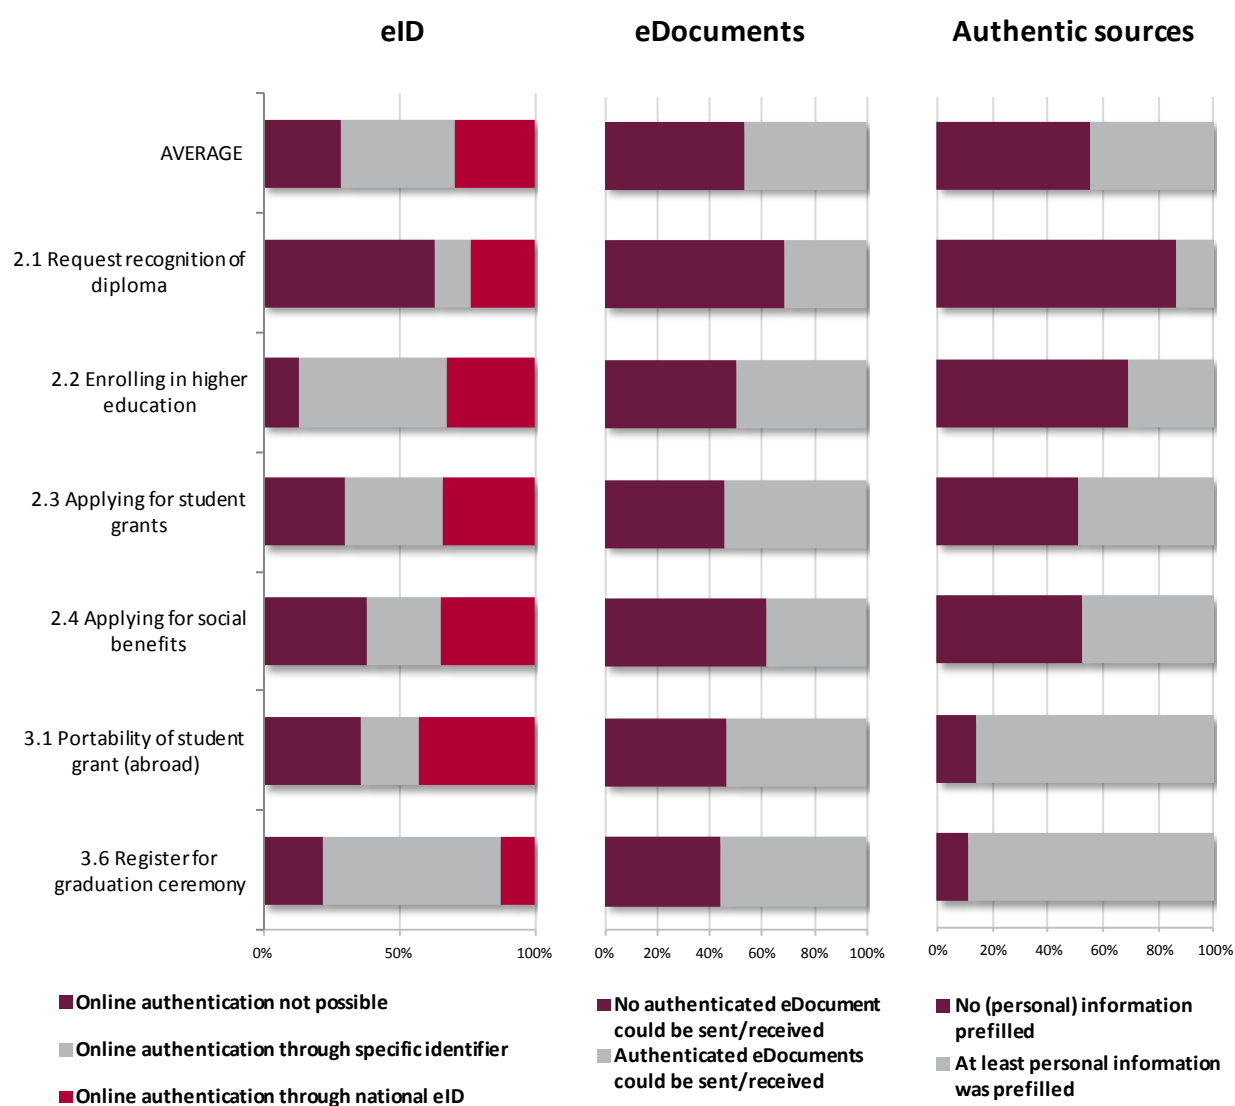 eID
eDocuments
Authentic sources
AVERAGE
2.1 Request recognition of
diploma
2.2 Enrolling in higher
education
2.3 Applying for student
grants
2.4 Applying for social
benefits
3.1 Portability of student
grant (abroad)
3.6 Register for
graduation ceremony
0% 50% 100%
0% 20% 40% 60% 80% 100%
0% 20% 40% 60% 80% 100%
Online authentication not possible
Online authentication through specific identifier
Online authentication through national eID
No authenticated eDocument
could be sent/received
Authenticated eDocuments
could be sent/received
No (personal) information
prefilled
At least personal information
was prefilled